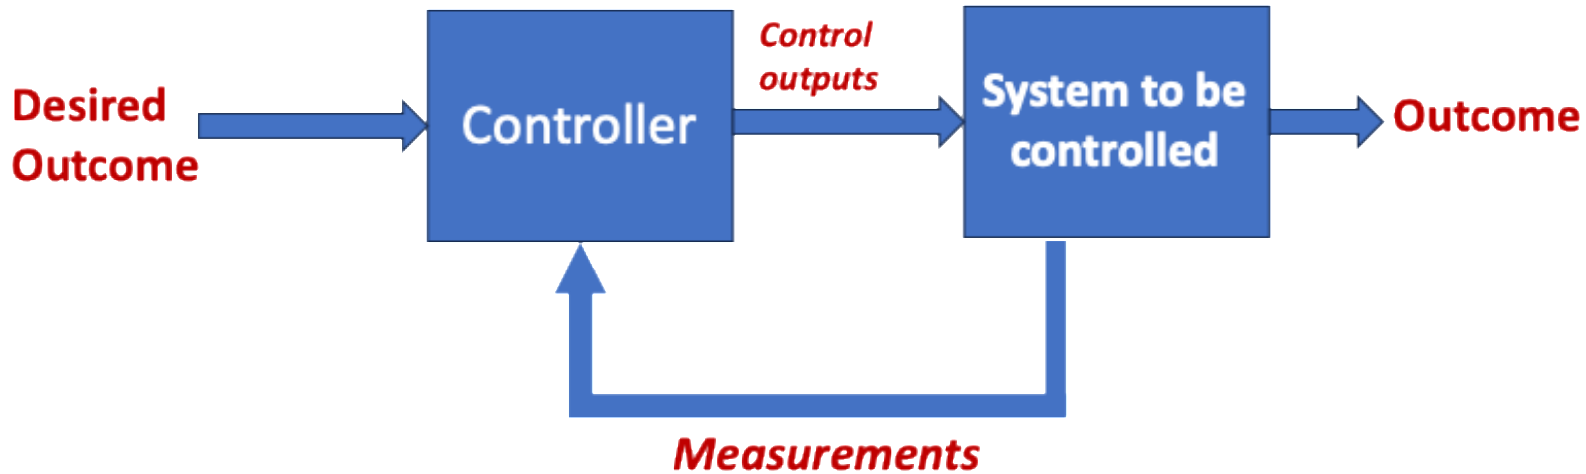 Desired
Outcome
Controller
Control
outputs
System to be
controlled
Outcome
Measurements